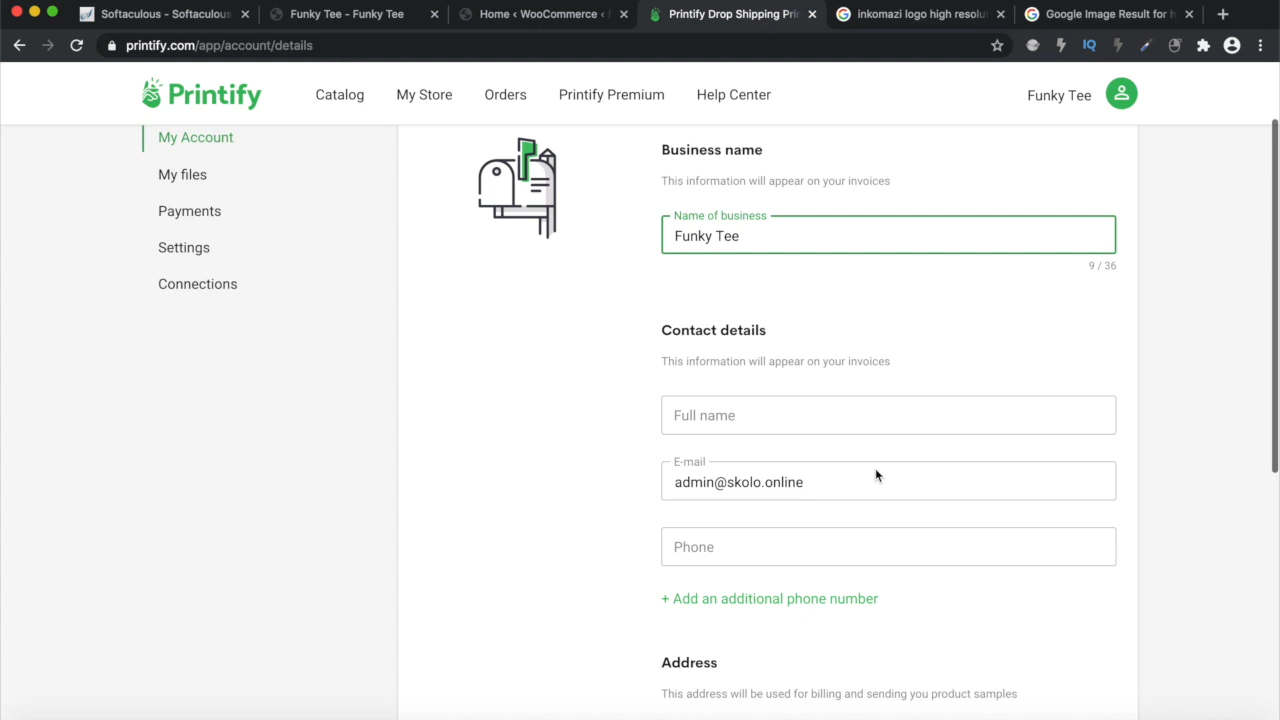 Softaculous - Softaculous
Funky Tee - Funky Tee
Home ‹ WooCommerce ‹
Printify Drop Shipping Pri
inkomazi logo high resolut
Google Image Result for h
printify.com/app/account/details
IQ
Printify
Catalog
My Store
Orders
Printify Premium
Help Center
Funky Tee
My Account
My files
Payments
Settings
Connections
Business name
This information will appear on your invoices
Name of business
Funky Tee
9 / 36
Contact details
This information will appear on your invoices
Full name
E-mail
admin@skolo.online
Phone
+ Add an additional phone number
Address
This address will be used for billing and sending you product samples